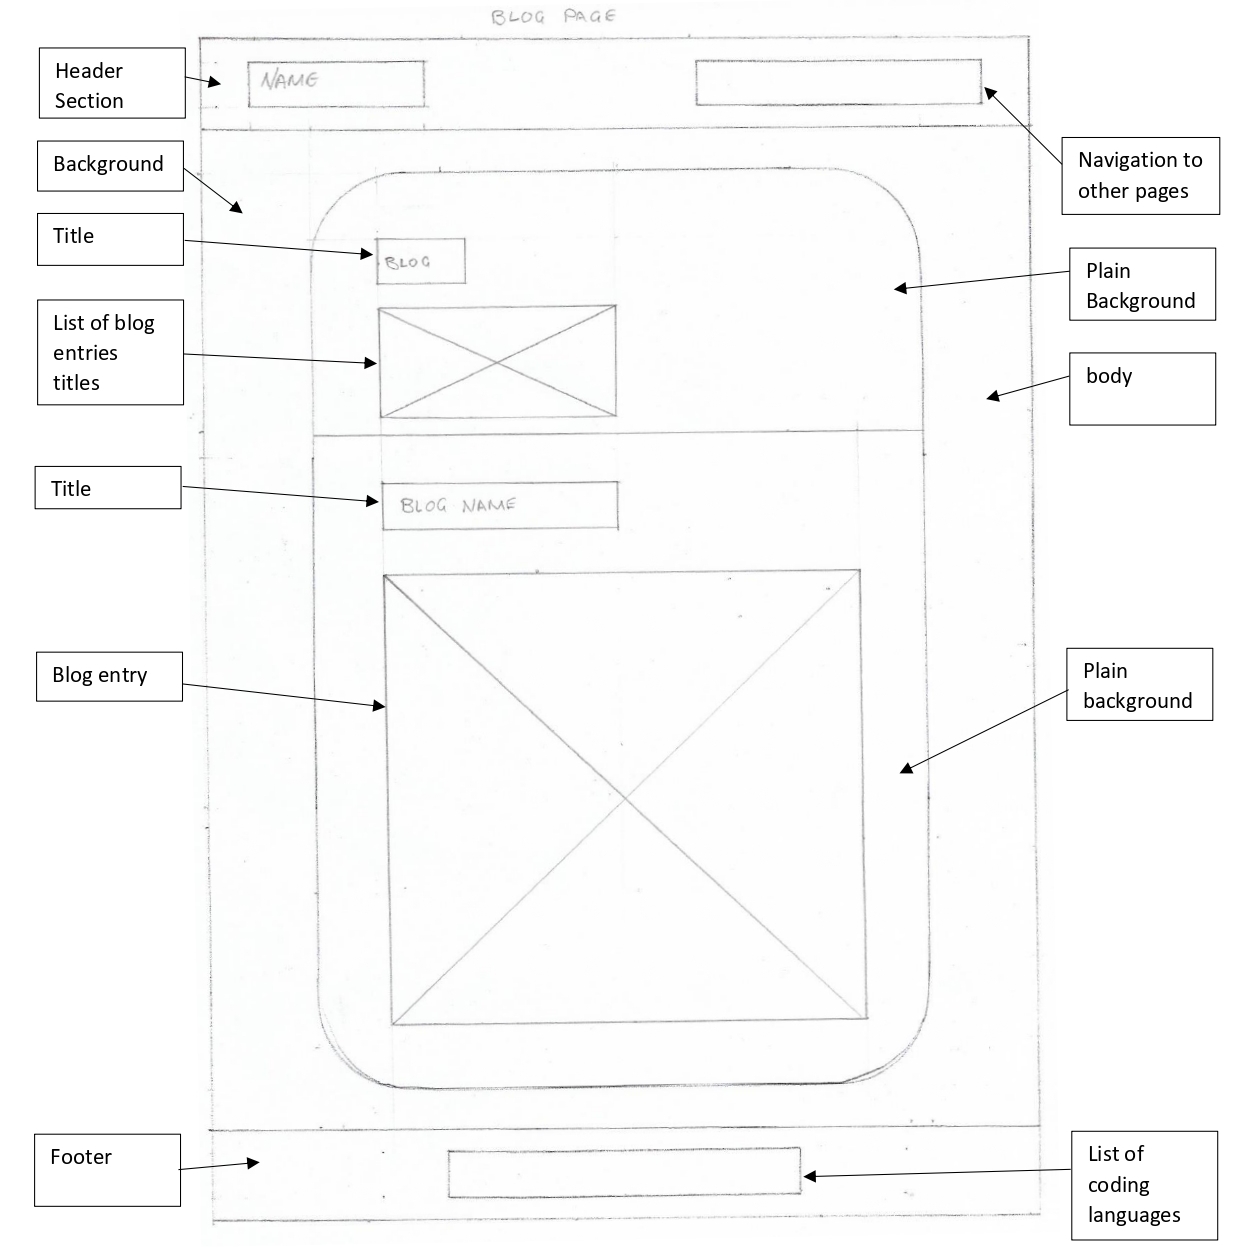 BLOG PAGE
Header
Section
NAME
Navigation to
other pages
Background
Title
BLOG
Plain
Background
List of blog
entries
titles
body
Title
BLOG NAME
Blog entry
Plain
background
Footer
List of
coding
languages